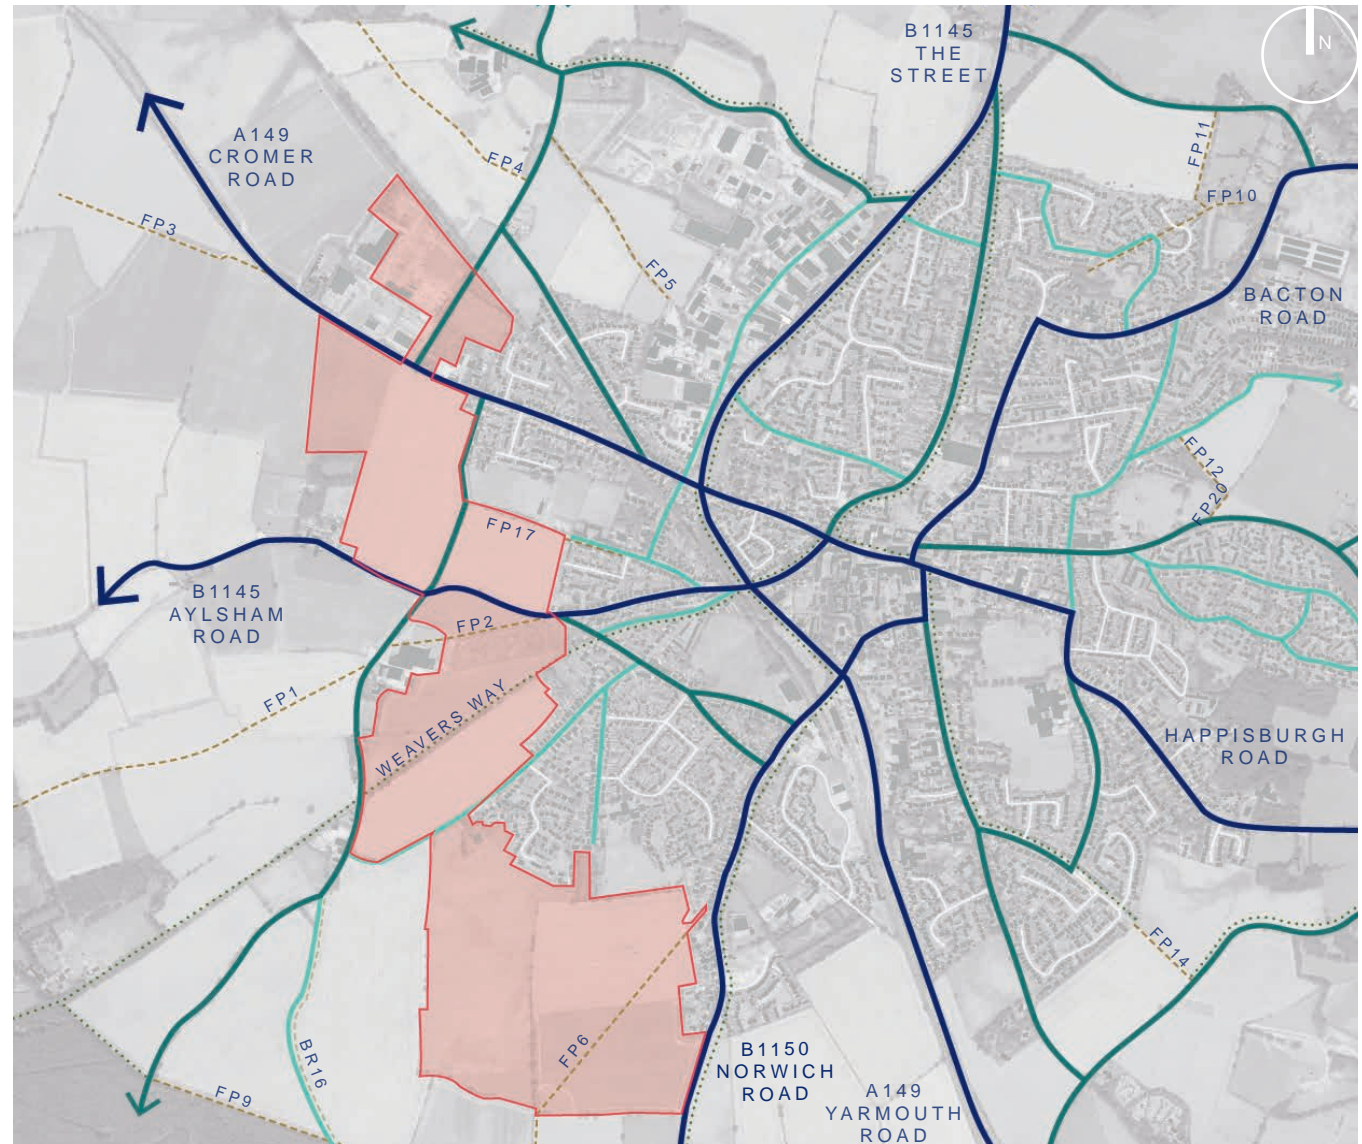 B1145
THE
STREET
N
A149
CROMER
ROAD
FP11
FP4
FP10
FP3
FP5
BACTON
ROAD
FP12
FP20
FP17
B1145
AYLSHAM
ROAD
FP2
FP1
WEAVERS WAY
HAPPISBURGH
ROAD
FP14
FP6
BR16
B1150
NORWICH
ROAD
FP9
A149
YARMOUTH
ROAD